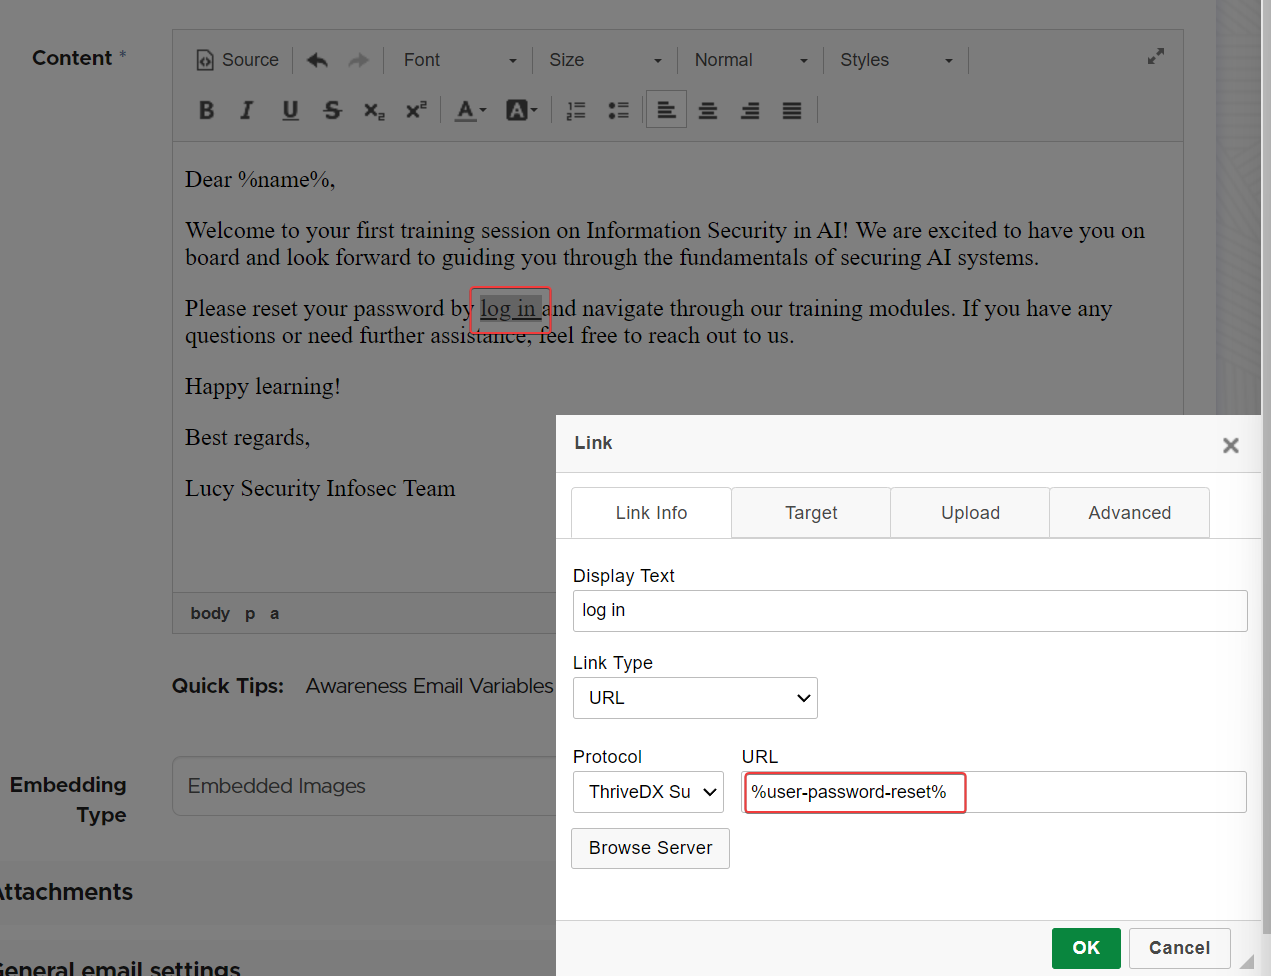 Content *
Source
Font
Size
Normal
Styles
B I U S x₂ x² A A
Dear %name%,
Welcome to your first training session on Information Security in AI! We are excited to have you on
board and look forward to guiding you through the fundamentals of securing AI systems.
Please reset your password by log in and navigate through our training modules. If you have any
questions or need further assistance, feel free to reach out to us.
Happy learning!
Best regards,
Lucy Security Infosec Team
body p a
Quick Tips: Awareness Email Variables
Embedding
Type
Embedded Images
Attachments
General email settings
Link
Link Info
Target
Upload
Advanced
Display Text
log in
Link Type
URL
Protocol
URL
ThriveDX Su
%user-password-reset%
Browse Server
OK
Cancel